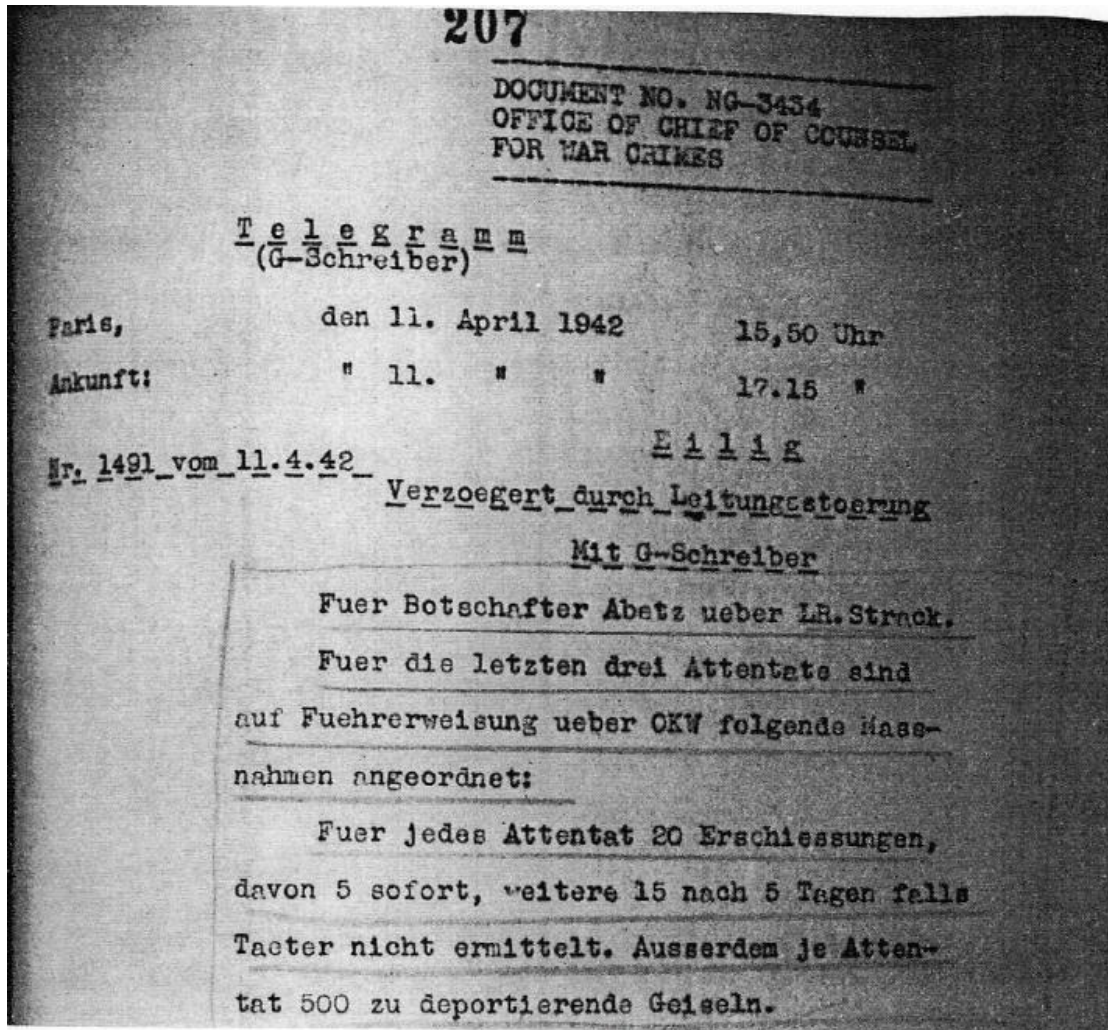 207
DOCUMENT NO. NG-3434
OFFICE OF CHIEF OF COUNSEL
FOR WAR CRIMES
Telegramm
(G-Schreiber)
Paris, den 11. April 1942 15,50 Uhr
Ankunft: " 11. " " 17.15 "
Eilig
Nr. 1491 vom 11.4.42
Verzoegert durch Leitungsstoerung
Mit G-Schreiber
Fuer Botschafter Abetz ueber LR.Strack.
Fuer die letzten drei Attentate sind
auf Fuehrerweisung ueber OKW folgende Mass-
nahmen angeordnet:
Fuer jedes Attentat 20 Erschiessungen,
davon 5 sofort, weitere 15 nach 5 Tagen falls
Taeter nicht ermittelt. Ausserdem je Atten-
tat 500 zu deportierende Geiseln.